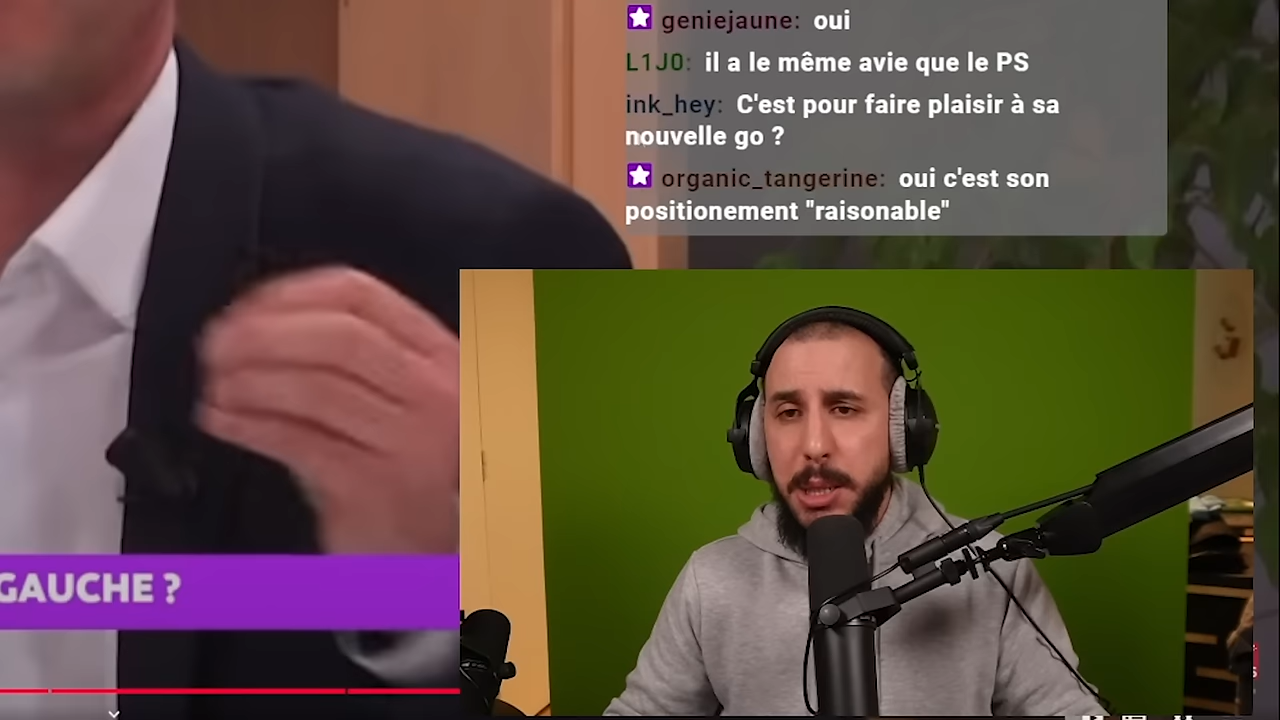 geniejaune: oui
L1J0: il a le même avie que le PS
ink_hey: C'est pour faire plaisir à sa
nouvelle go ?
organic_tangerine: oui c'est son
positionement "raisonable"
GAUCHE ?